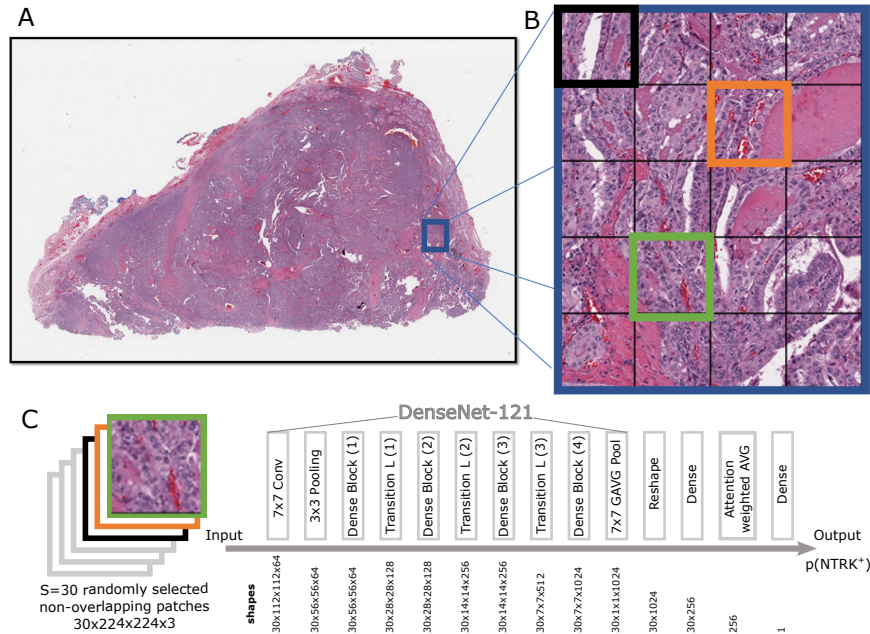 A
B
C
DenseNet-121
7x7 Conv
3x3 Pooling
Dense Block (1)
Transition L (1)
Dense Block (2)
Transition L (2)
Dense Block (3)
Transition L (3)
Dense Block (4)
7x7 GAVG Pool
Reshape
Dense
Attention
weighted AVG
Dense
Input
Output
p(NTRK⁺)
S=30 randomly selected
non-overlapping patches
30x224x224x3
shapes
30x112x112x64
30x56x56x64
30x56x56x64
30x28x28x128
30x28x28x128
30x14x14x256
30x14x14x256
30x7x7x512
30x7x7x1024
30x1x1x1024
30x1024
30x256
256
1